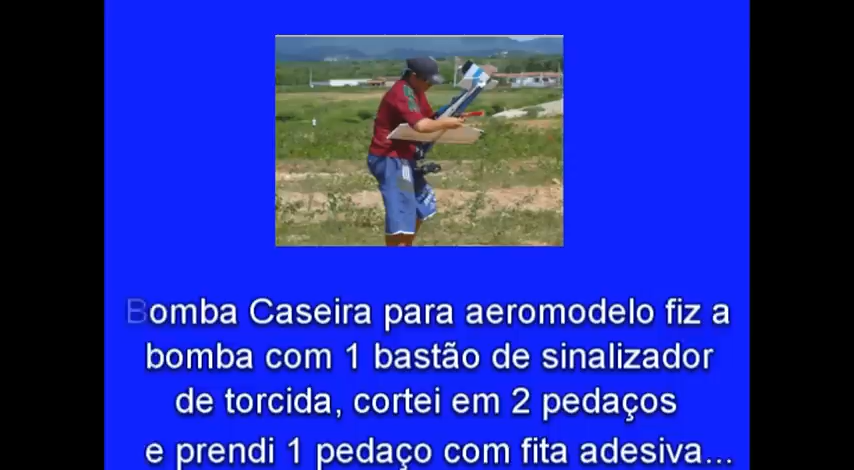 Bomba Caseira para aeromodelo fiz a
bomba com 1 bastão de sinalizador
de torcida, cortei em 2 pedaços
e prendi 1 pedaço com fita adesiva...